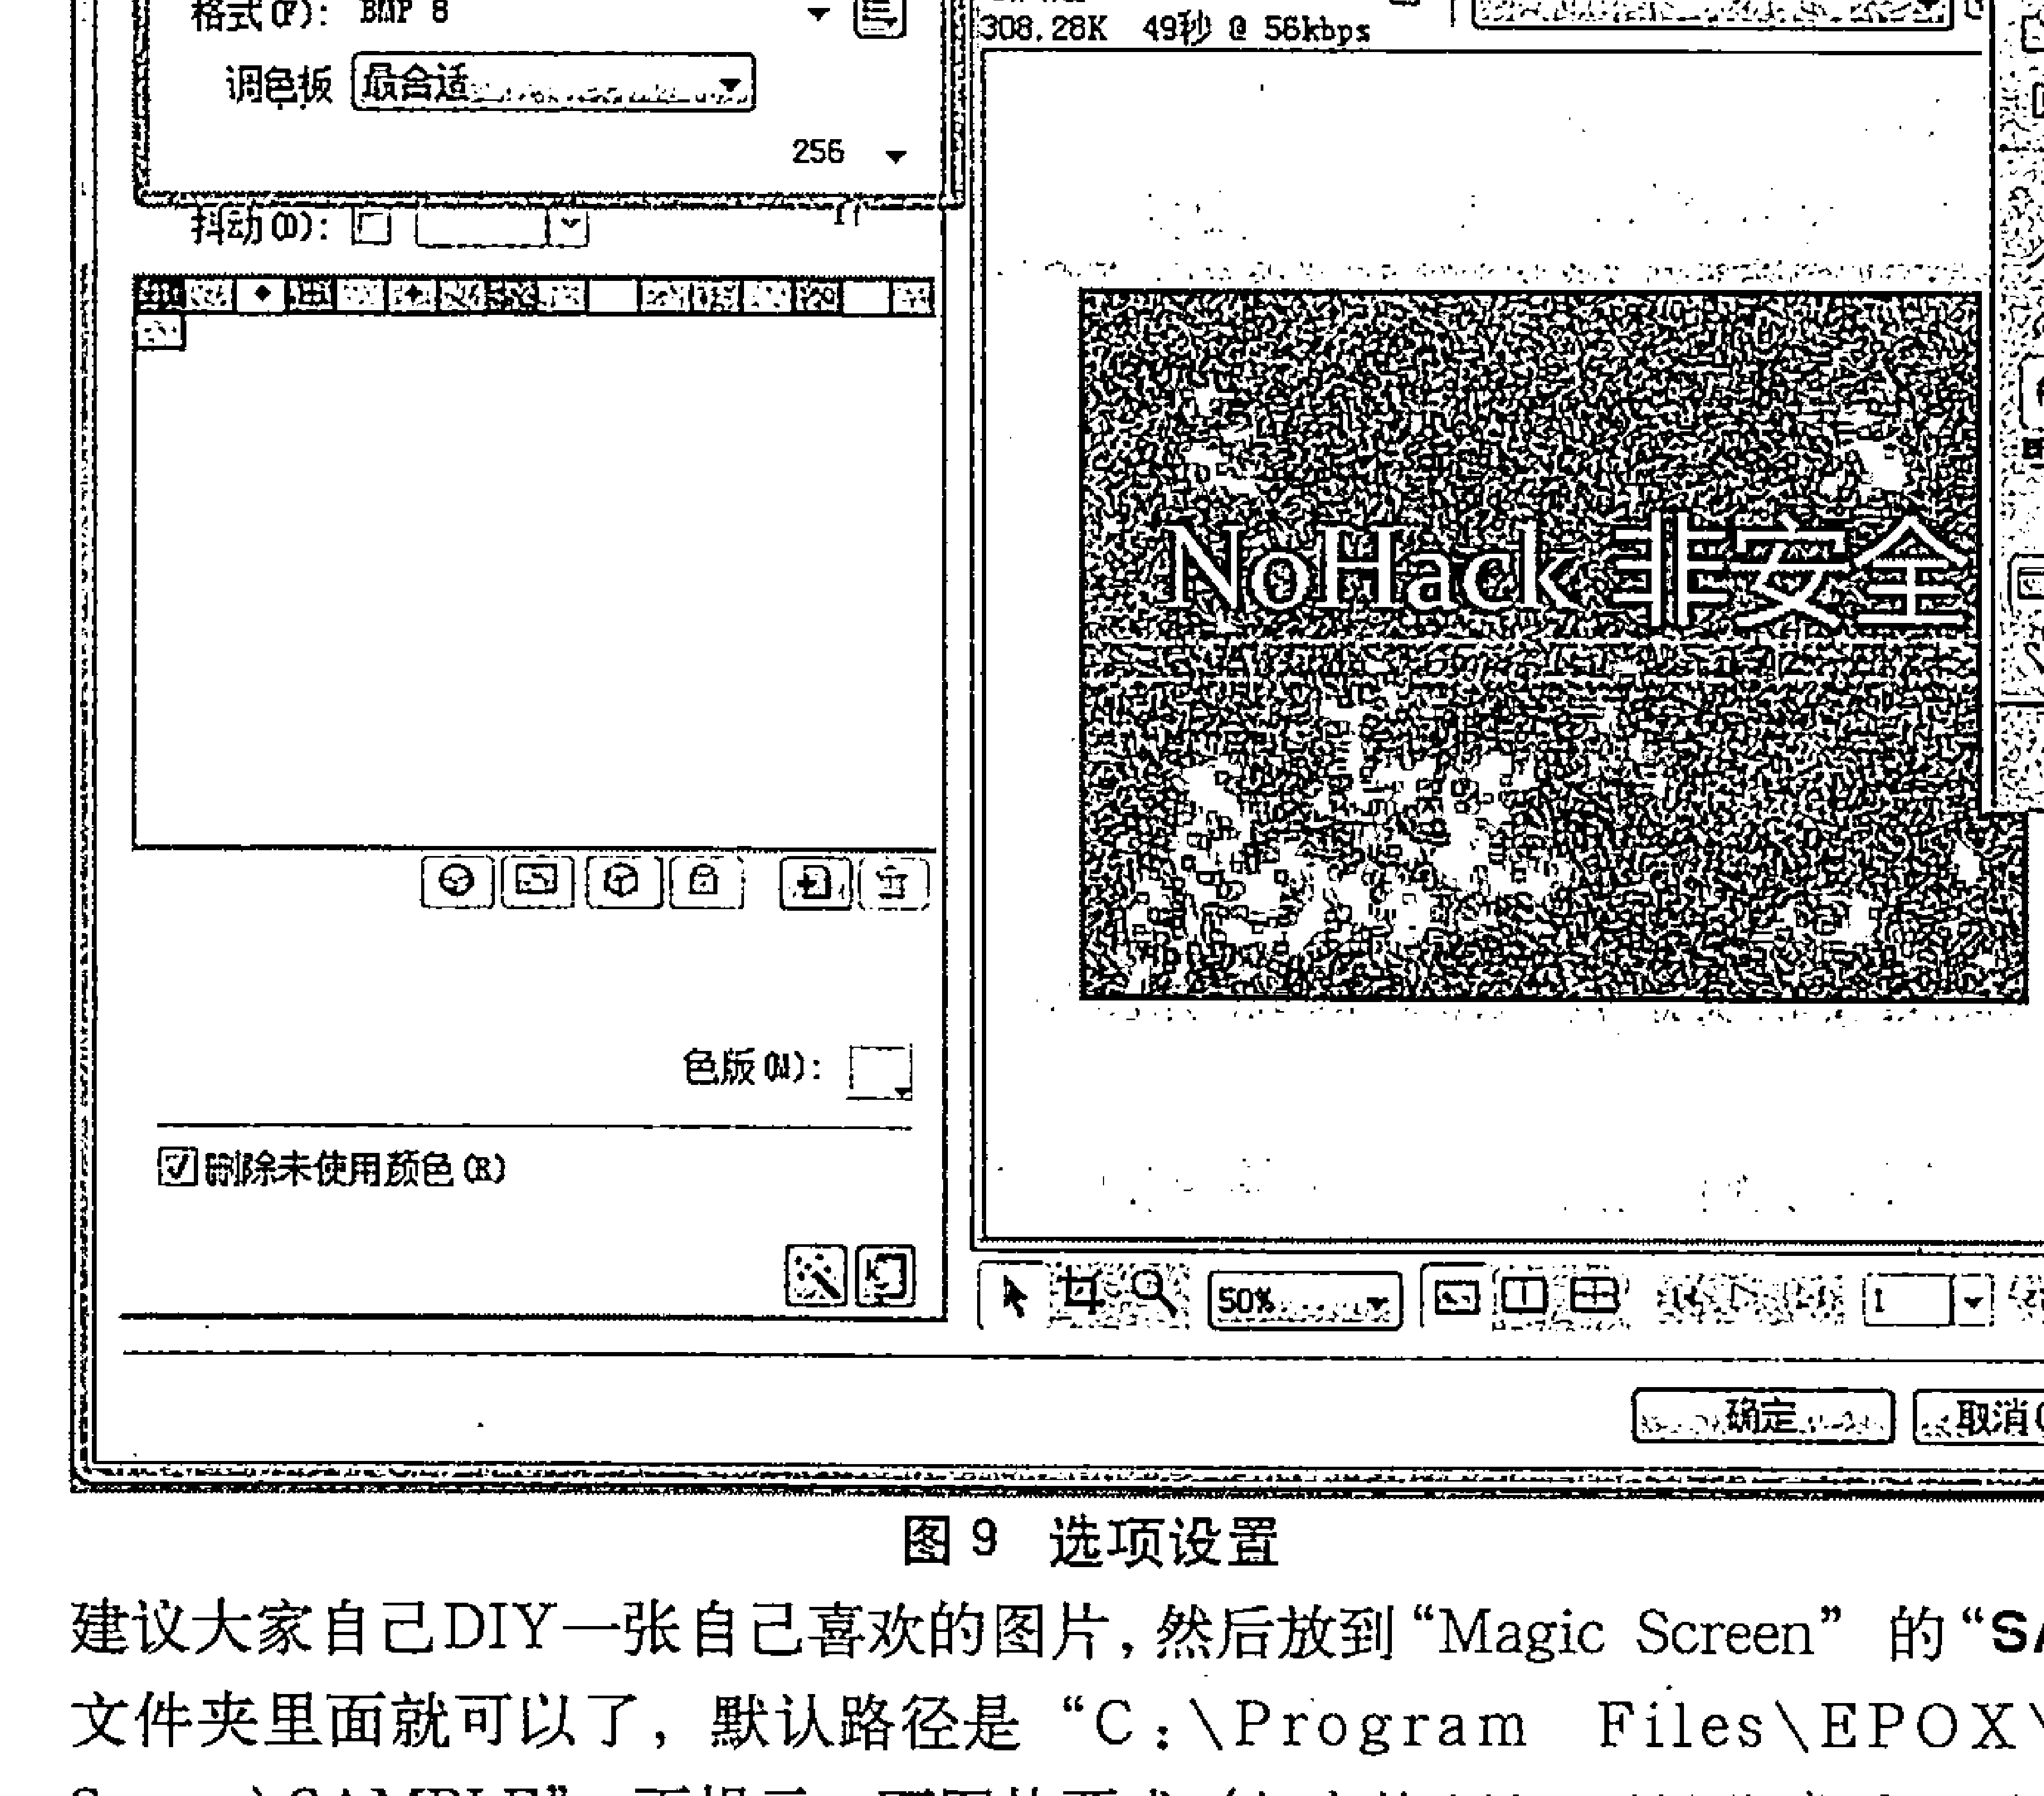 格式(F): BMP 8
308.28K 49秒 @ 56kbps
调色板 最合适
256
抖动(D):
NoHack 非安全
色版(M):
删除未使用颜色(R)
50%
1
确定 取消
图 9 选项设置
建议大家自己DIY一张自己喜欢的图片,然后放到“Magic Screen” 的“SA
文件夹里面就可以了, 默认路径是 “C:\Program Files\EPOX\
SAMPLE”